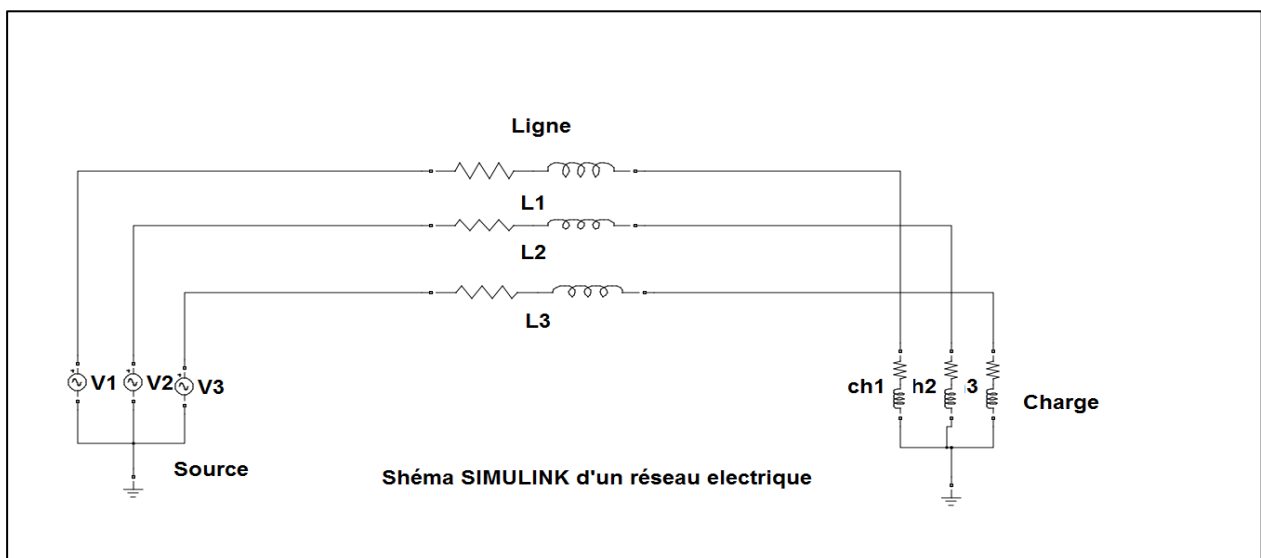 Ligne
L1
L2
L3
V1 V2 V3
ch1 h2 3
Charge
Source
Shéma SIMULINK d'un réseau electrique